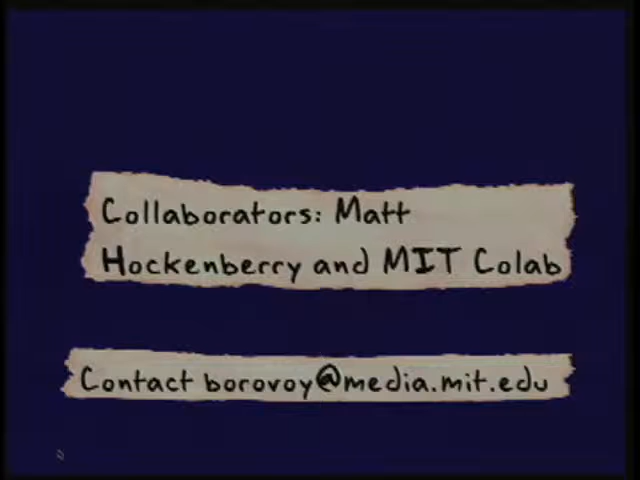 Collaborators: Matt
Hockenberry and MIT Colab
Contact borovoy@media.mit.edu